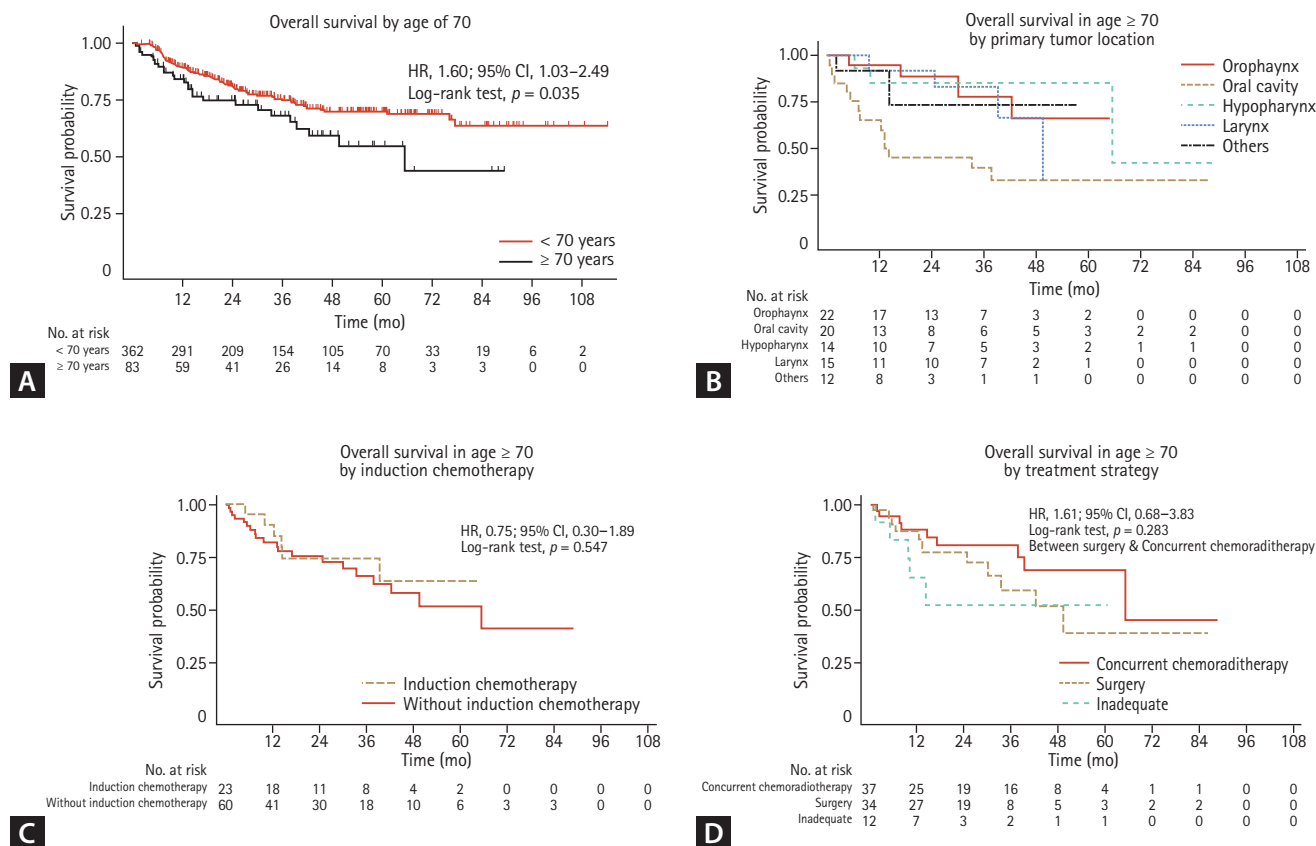 Overall survival by age of 70
1.00
0.75
0.50
0.25
0
Survival probability
HR, 1.60; 95% CI, 1.03–2.49
Log-rank test, p = 0.035
< 70 years
≥ 70 years
12 24 36 48 60 72 84 96 108
Time (mo)
No. at risk
< 70 years 362 291 209 154 105 70 33 19 6 2
≥ 70 years 83 59 41 26 14 8 3 3 0 0
A
Overall survival in age ≥ 70
by primary tumor location
1.00
0.75
0.50
0.25
0
Survival probability
Orophaynx
Oral cavity
Hypopharynx
Larynx
Others
12 24 36 48 60 72 84 96 108
Time (mo)
No. at risk
Orophaynx 22 17 13 7 3 2 0 0 0 0
Oral cavity 20 13 8 6 5 3 2 2 0 0
Hypopharynx 14 10 7 5 3 2 1 1 0 0
Larynx 15 11 10 7 2 1 0 0 0 0
Others 12 8 3 1 1 0 0 0 0 0
B
Overall survival in age ≥ 70
by induction chemotherapy
1.00
0.75
0.50
0.25
0
Survival probability
HR, 0.75; 95% CI, 0.30–1.89
Log-rank test, p = 0.547
Induction chemotherapy
Without induction chemotherapy
12 24 36 48 60 72 84 96 108
Time (mo)
No. at risk
Induction chemotherapy 23 18 11 8 4 2 0 0 0 0
Without induction chemotherapy 60 41 30 18 10 6 3 3 0 0
C
Overall survival in age ≥ 70
by treatment strategy
1.00
0.75
0.50
0.25
0
Survival probability
HR, 1.61; 95% CI, 0.68–3.83
Log-rank test, p = 0.283
Between surgery & Concurrent chemoraditherapy
Concurrent chemoraditherapy
Surgery
Inadequate
12 24 36 48 60 72 84 96 108
Time (mo)
No. at risk
Concurrent chemoradiotherapy 37 25 19 16 8 4 1 1 0 0
Surgery 34 27 19 8 5 3 2 2 0 0
Inadequate 12 7 3 2 1 1 0 0 0 0
D